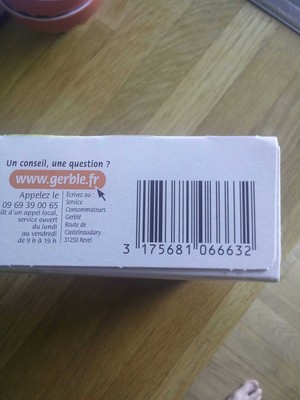 Un conseil, une question ?
www.gerble.fr
Appelez le
09 69 39 00 65
ût d'un appel local,
service ouvert
du lundi
au vendredi
de 9 h à 19 h
Ecrivez au :
Service
Consommateurs
Gerblé
Route de
Castelnaudary
31250 Revel
3 175681 066632